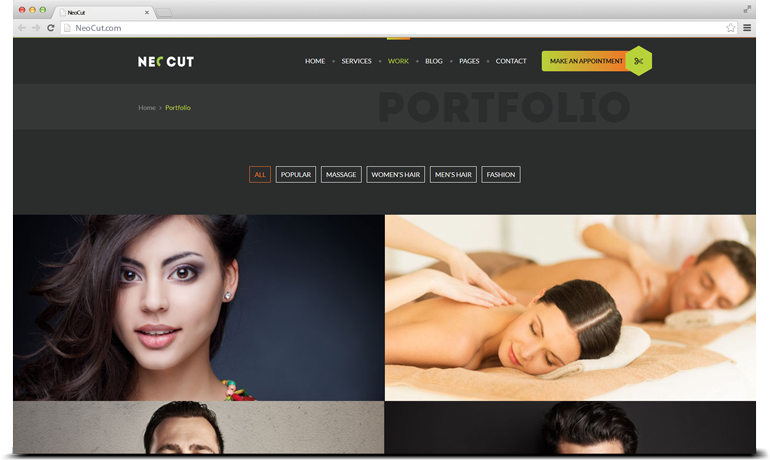 NeoCut
NeoCut.com
NEOCUT
HOME SERVICES WORK BLOG PAGES CONTACT MAKE AN APPOINTMENT
PORTFOLIO
Home > Portfolio
ALL POPULAR MASSAGE WOMEN'S HAIR MEN'S HAIR FASHION